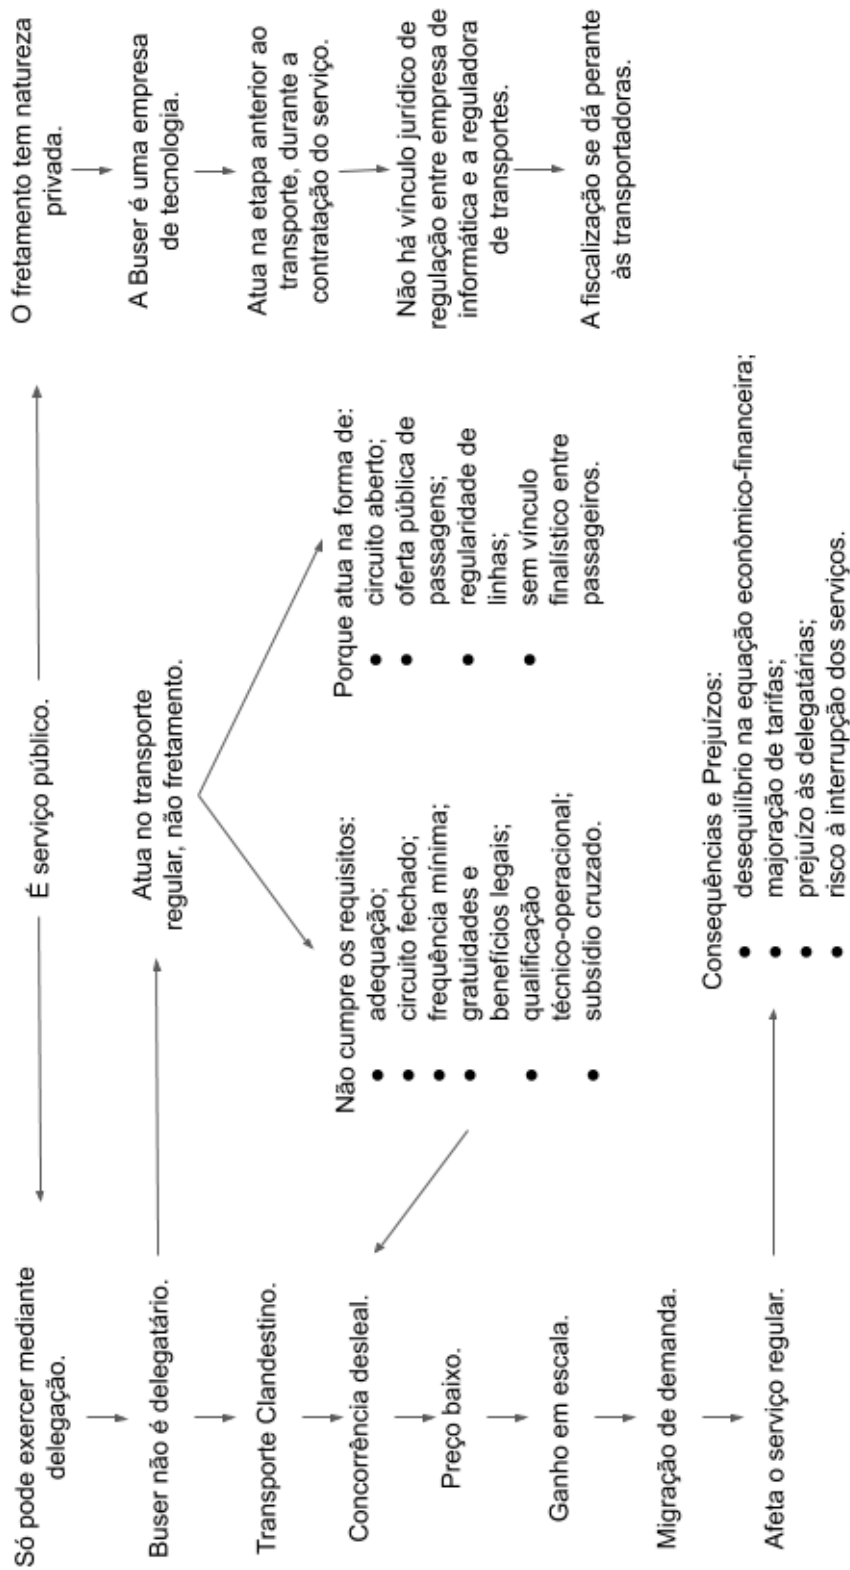 Só pode exercer mediante
delegação.
É serviço público.
O fretamento tem natureza
privada.
Buser não é delegatário.
Atua no transporte
regular, não fretamento.
A Buser é uma empresa
de tecnologia.
Transporte Clandestino.
Atua na etapa anterior ao
transporte, durante a
contratação do serviço.
Concorrência desleal.
Não cumpre os requisitos:
● adequação;
● circuito fechado;
● frequência mínima;
● gratuidades e
benefícios legais;
● qualificação
técnico-operacional;
● subsídio cruzado.
Porque atua na forma de:
● circuito aberto;
● oferta pública de
passagens;
● regularidade de
linhas;
● sem vínculo
finalístico entre
passageiros.
Não há vínculo jurídico de
regulação entre empresa de
informática e a reguladora
de transportes.
Preço baixo.
Ganho em escala.
A fiscalização se dá perante
às transportadoras.
Migração de demanda.
Afeta o serviço regular.
Consequências e Prejuízos:
● desequilíbrio na equação econômico-financeira;
● majoração de tarifas;
● prejuízo às delegatárias;
● risco à interrupção dos serviços.